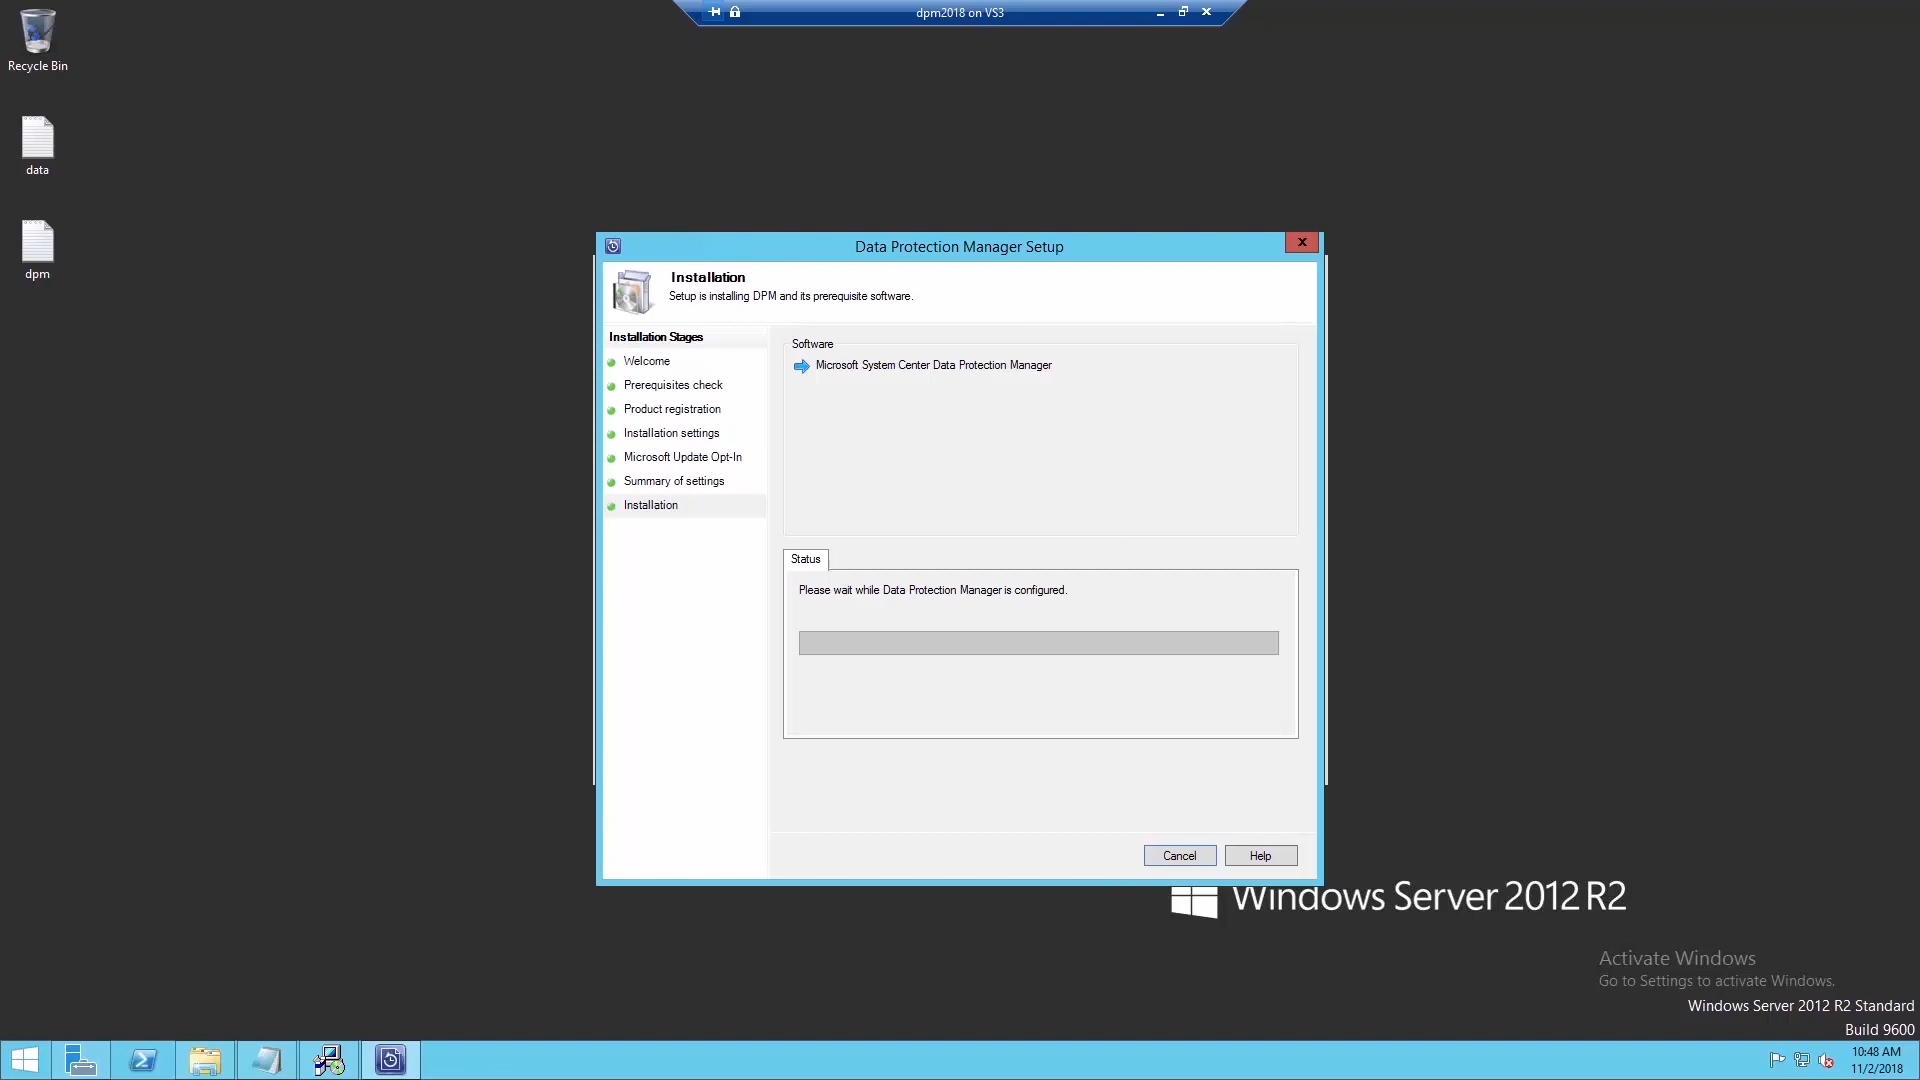 dpm2018 on VS3
Recycle Bin
data
dpm
Data Protection Manager Setup
Installation
Setup is installing DPM and its prerequisite software.
Installation Stages
Welcome
Prerequisites check
Product registration
Installation settings
Microsoft Update Opt-In
Summary of settings
Installation
Software
Microsoft System Center Data Protection Manager
Status
Please wait while Data Protection Manager is configured.
Cancel
Help
Windows Server 2012 R2
Activate Windows
Go to Settings to activate Windows.
Windows Server 2012 R2 Standard
Build 9600
10:48 AM
11/2/2018